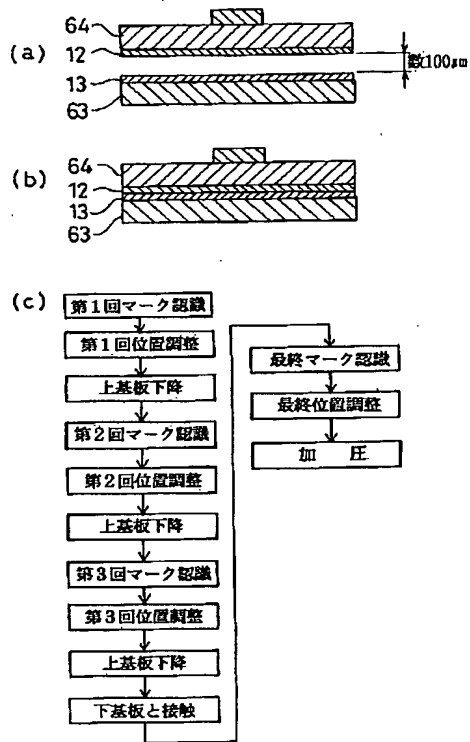 (a)
64
12
13
63
数100μm
(b)
64
12
13
63
(c)
第1回マーク認識
第1回位置調整
上基板下降
第2回マーク認識
第2回位置調整
上基板下降
第3回マーク認識
第3回位置調整
上基板下降
下基板と接触
最終マーク認識
最終位置調整
加 圧